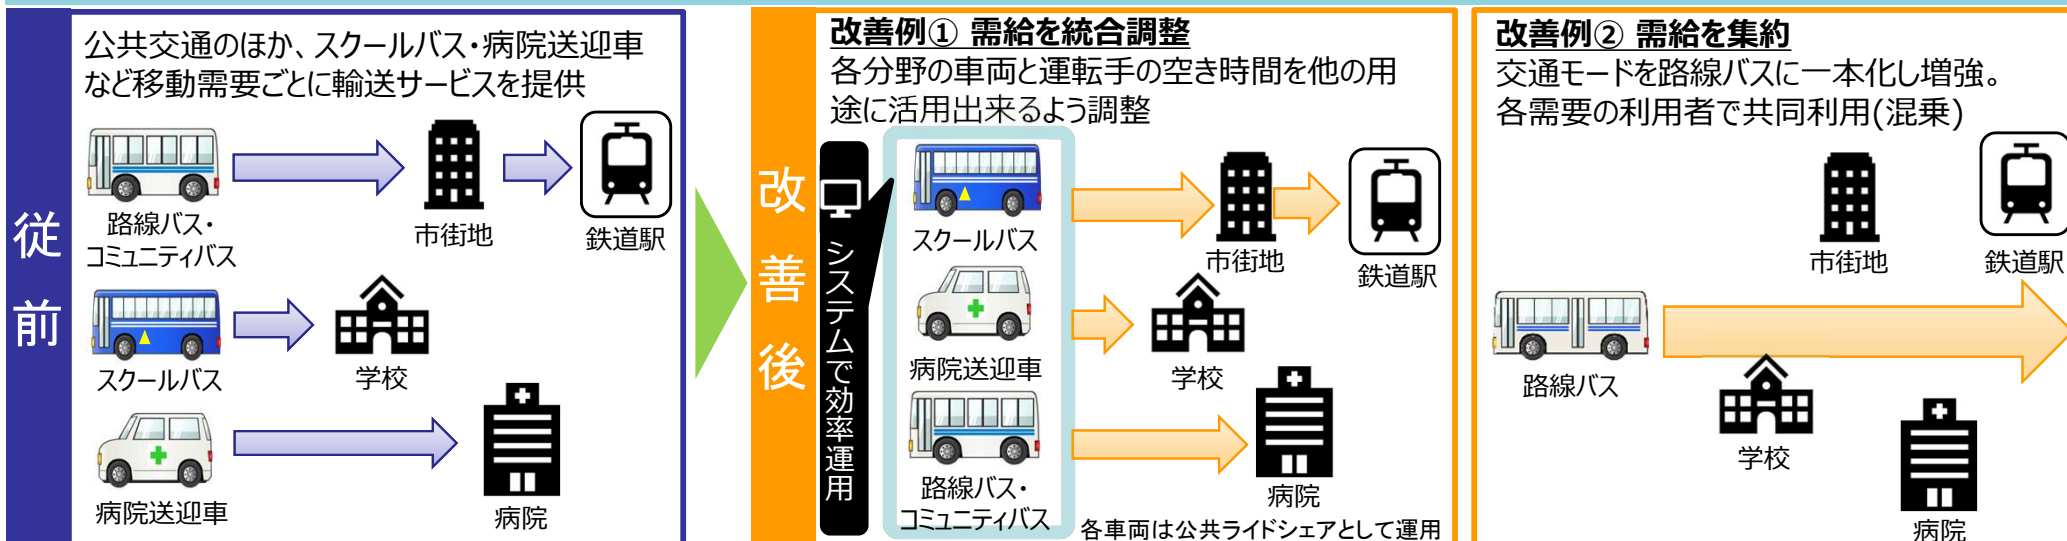 従前
公共交通のほか、スクールバス・病院送迎車
など移動需要ごとに輸送サービスを提供
路線バス・
コミュニティバス
市街地
鉄道駅
スクールバス
学校
病院送迎車
病院
改善後
改善例① 需給を統合調整
各分野の車両と運転手の空き時間を他の用
途に活用出来るよう調整
システムで効率運用
スクールバス
市街地
鉄道駅
病院送迎車
学校
路線バス・
コミュニティバス
病院
各車両は公共ライドシェアとして運用
改善例② 需給を集約
交通モードを路線バスに一本化し増強。
各需要の利用者で共同利用(混乗)
市街地
鉄道駅
路線バス
学校
病院